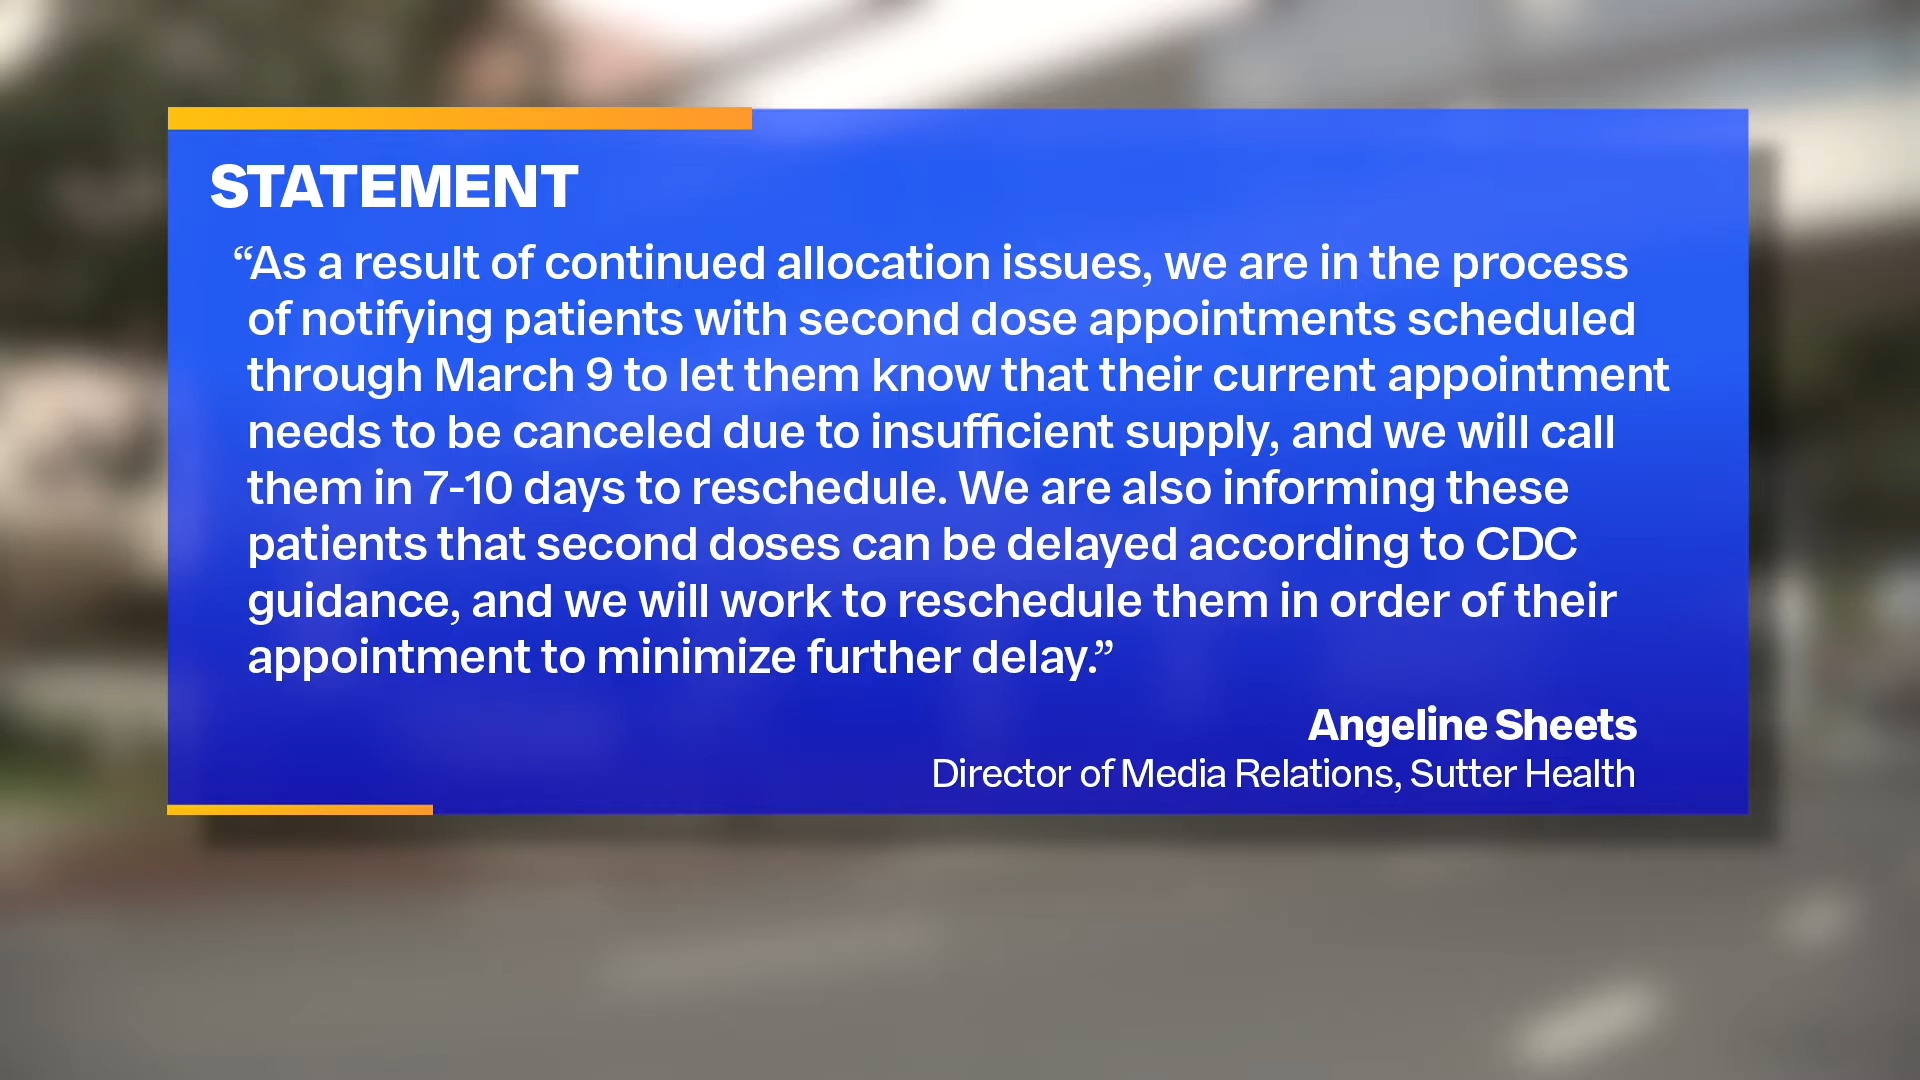 STATEMENT
“As a result of continued allocation issues, we are in the process
of notifying patients with second dose appointments scheduled
through March 9 to let them know that their current appointment
needs to be canceled due to insufficient supply, and we will call
them in 7-10 days to reschedule. We are also informing these
patients that second doses can be delayed according to CDC
guidance, and we will work to reschedule them in order of their
appointment to minimize further delay.”
Angeline Sheets
Director of Media Relations, Sutter Health